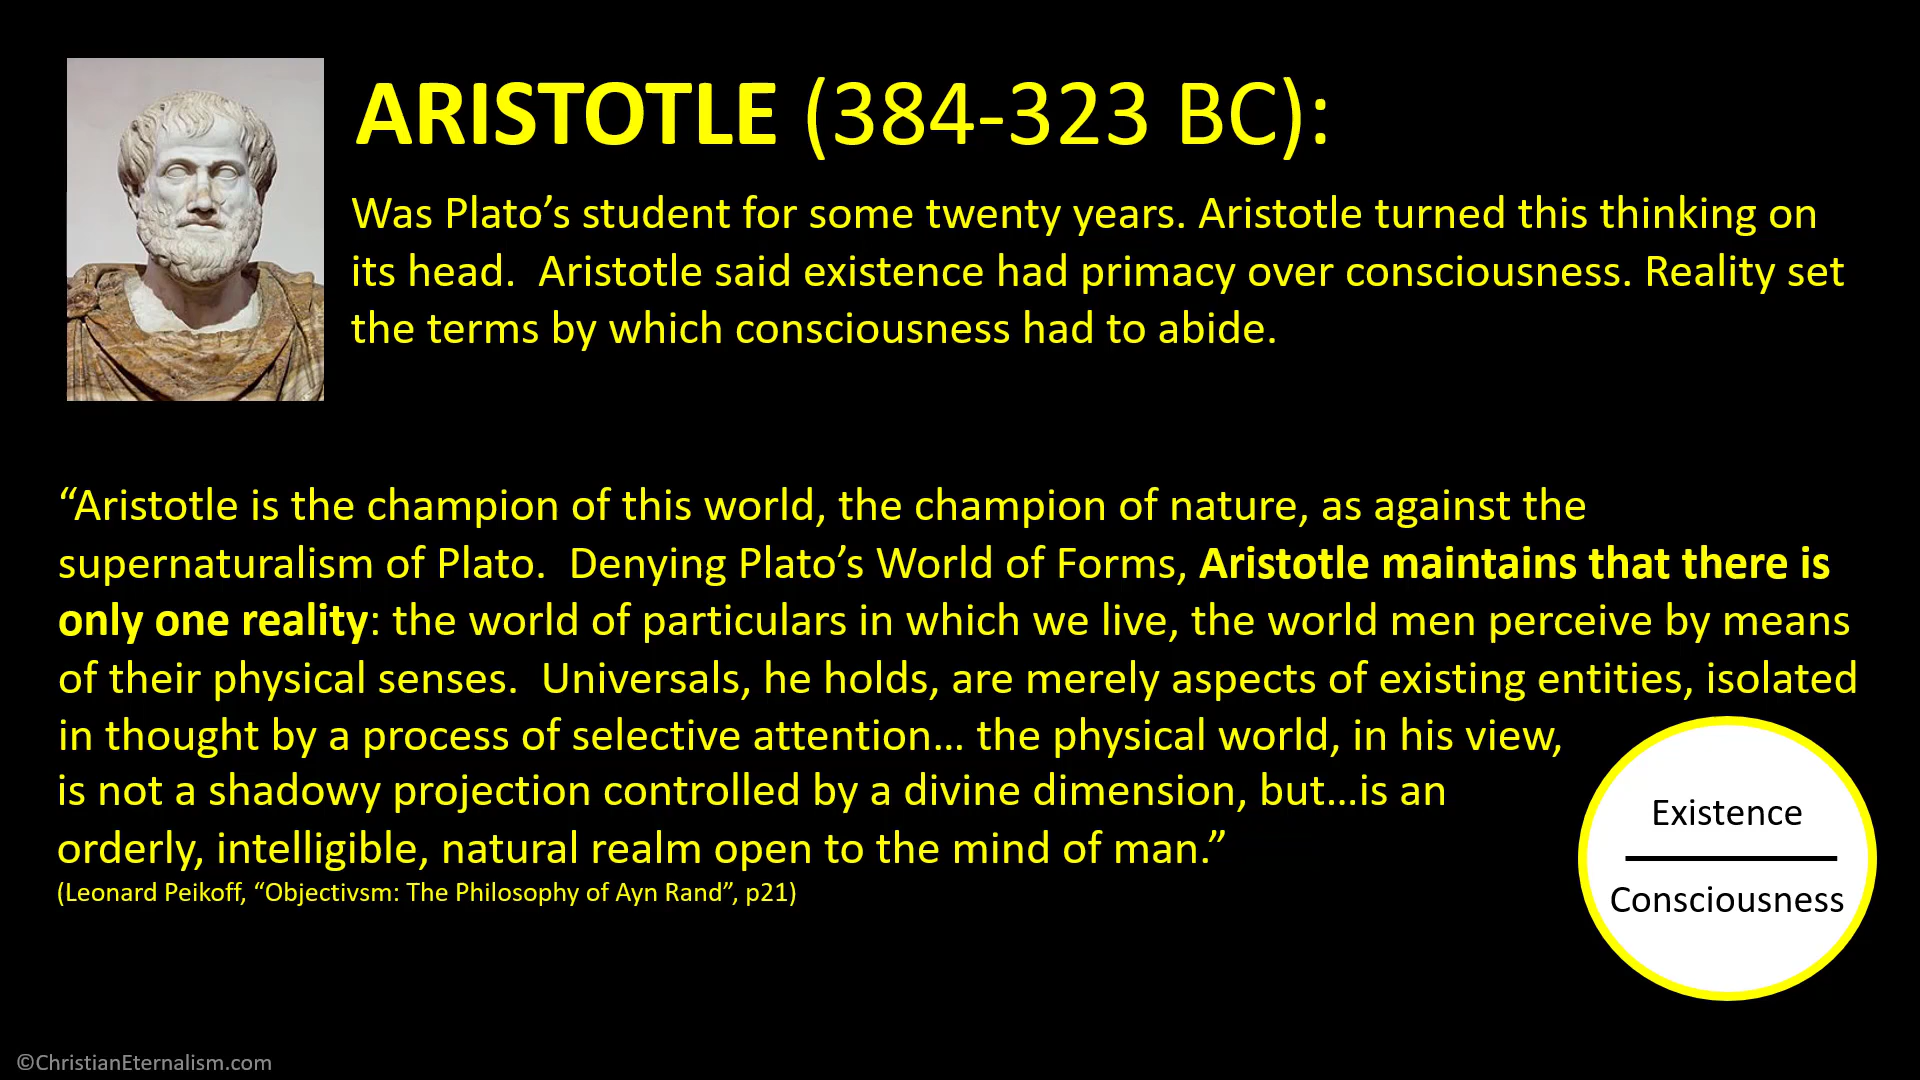 ARISTOTLE (384-323 BC):
Was Plato’s student for some twenty years. Aristotle turned this thinking on
its head.  Aristotle said existence had primacy over consciousness. Reality set
the terms by which consciousness had to abide.
“Aristotle is the champion of this world, the champion of nature, as against the
supernaturalism of Plato.  Denying Plato’s World of Forms, Aristotle maintains that there is
only one reality: the world of particulars in which we live, the world men perceive by means
of their physical senses.  Universals, he holds, are merely aspects of existing entities, isolated
in thought by a process of selective attention… the physical world, in his view,
is not a shadowy projection controlled by a divine dimension, but…is an
orderly, intelligible, natural realm open to the mind of man.”
(Leonard Peikoff, “Objectivsm: The Philosophy of Ayn Rand”, p21)
Existence
Consciousness
©ChristianEternalism.com